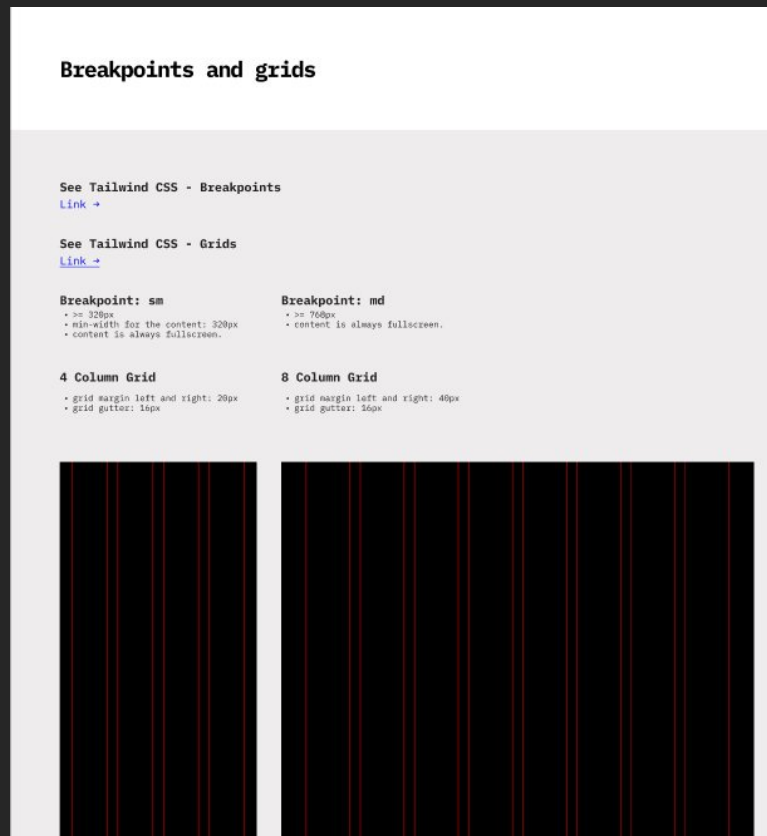 Breakpoints and grids
See Tailwind CSS - Breakpoints
Link →
See Tailwind CSS - Grids
Link →
Breakpoint: sm
• >= 320px
• min-width for the content: 320px
• content is always fullscreen.
Breakpoint: md
• >= 768px
• content is always fullscreen.
4 Column Grid
• grid margin left and right: 20px
• grid gutter: 16px
8 Column Grid
• grid margin left and right: 40px
• grid gutter: 16px